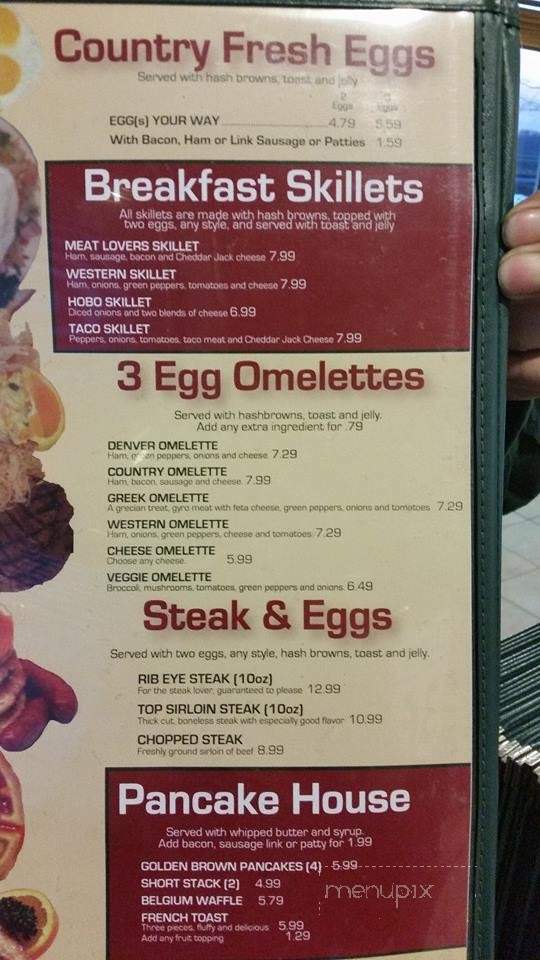 Country Fresh Eggs
Served with hash browns, toast and jelly
2
Eggs Eggs
EGG(s) YOUR WAY 4.79 5.59
With Bacon, Ham or Link Sausage or Patties 1.59
Breakfast Skillets
All skillets are made with hash browns, topped with
two eggs, any style, and served with toast and jelly
MEAT LOVERS SKILLET
Ham, sausage, bacon and Cheddar Jack cheese 7.99
WESTERN SKILLET
Ham, onions, green peppers, tomatoes and cheese 7.99
HOBO SKILLET
Diced onions and two blends of cheese 6.99
TACO SKILLET
Peppers, onions, tomatoes, taco meat and Cheddar Jack Cheese 7.99
3 Egg Omelettes
Served with hashbrowns, toast and jelly.
Add any extra ingredient for .79
DENVER OMELETTE
Ham, green peppers, onions and cheese. 7.29
COUNTRY OMELETTE
Ham, bacon, sausage and cheese. 7.99
GREEK OMELETTE
A grecian treat, gyro meat with feta cheese, green peppers, onions and tomatoes 7.29
WESTERN OMELETTE
Ham, onions, green peppers, cheese and tomatoes 7.29
CHEESE OMELETTE
Choose any cheese. 5.99
VEGGIE OMELETTE
Broccoli, mushrooms, tomatoes, green peppers and onions. 6.49
Steak & Eggs
Served with two eggs, any style, hash browns, toast and jelly.
RIB EYE STEAK (10oz)
For the steak lover, guaranteed to please 12.99
TOP SIRLOIN STEAK (10oz)
Thick cut, boneless steak with especially good flavor 10.99
CHOPPED STEAK
Freshly ground sirloin of beef 8.99
Pancake House
Served with whipped butter and syrup.
Add bacon, sausage link or patty for 1.99
GOLDEN BROWN PANCAKES (4) 5.99
SHORT STACK (2) 4.99
BELGIUM WAFFLE 5.79
FRENCH TOAST
Three pieces, fluffy and delicious 5.99
Add any fruit topping 1.29
menupix